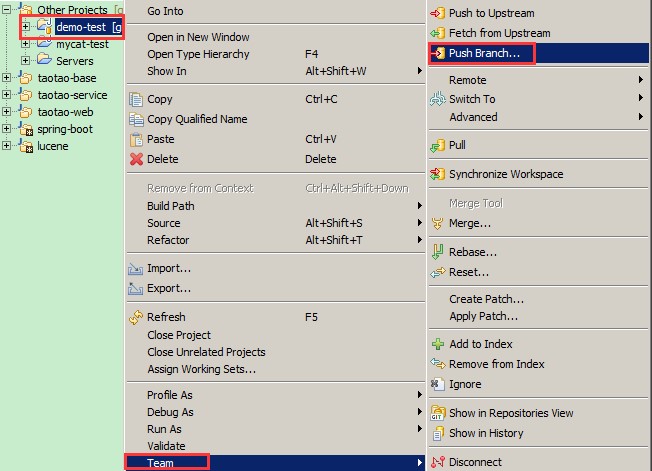 Other Projects [g
demo-test [g
mycat-test
Servers
taotao-base
taotao-service
taotao-web
spring-boot
lucene
Go Into
Open in New Window
Open Type Hierarchy F4
Show In Alt+Shift+W
Copy Ctrl+C
Copy Qualified Name
Paste Ctrl+V
Delete Delete
Remove from Context Ctrl+Alt+Shift+Down
Build Path
Source Alt+Shift+S
Refactor Alt+Shift+T
Import...
Export...
Refresh F5
Close Project
Close Unrelated Projects
Assign Working Sets...
Profile As
Debug As
Run As
Validate
Team
Push to Upstream
Fetch from Upstream
Push Branch...
Remote
Switch To
Advanced
Pull
Synchronize Workspace
Merge Tool
Merge...
Rebase...
Reset...
Create Patch...
Apply Patch...
Add to Index
Remove from Index
Ignore
GIT
Show in Repositories View
Show in History
Disconnect